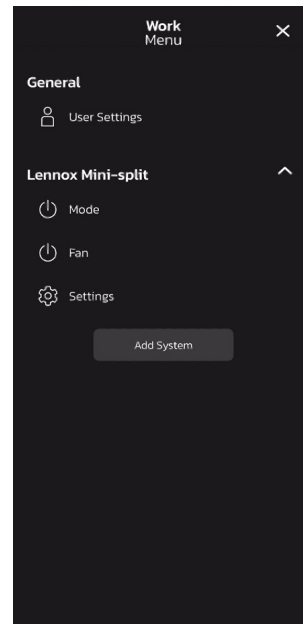 Work
Menu
General
User Settings
Lennox Mini-split
Mode
Fan
Settings
Add System